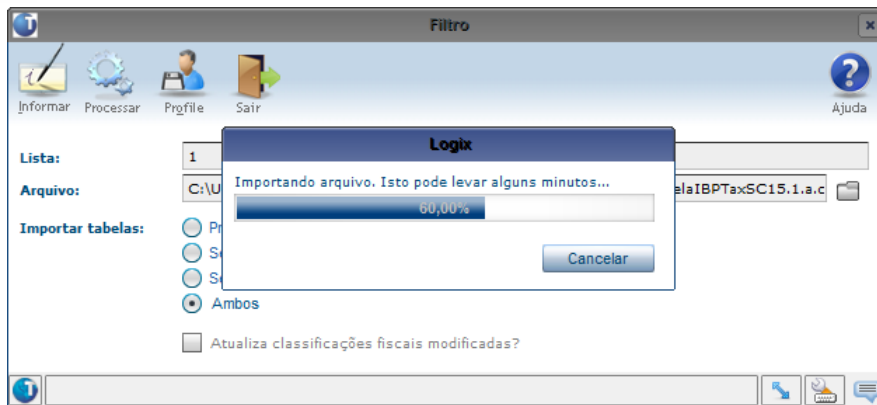 Filtro
Informar Processar Profile Sair Ajuda
Logix
Lista: 1
Importando arquivo. Isto pode levar alguns minutos...
Arquivo: C:\U elaIBPTaxSC15.1.a.c
60,00%
Importar tabelas: Pr
Se
Cancelar
Se
Ambos
Atualiza classificações fiscais modificadas?